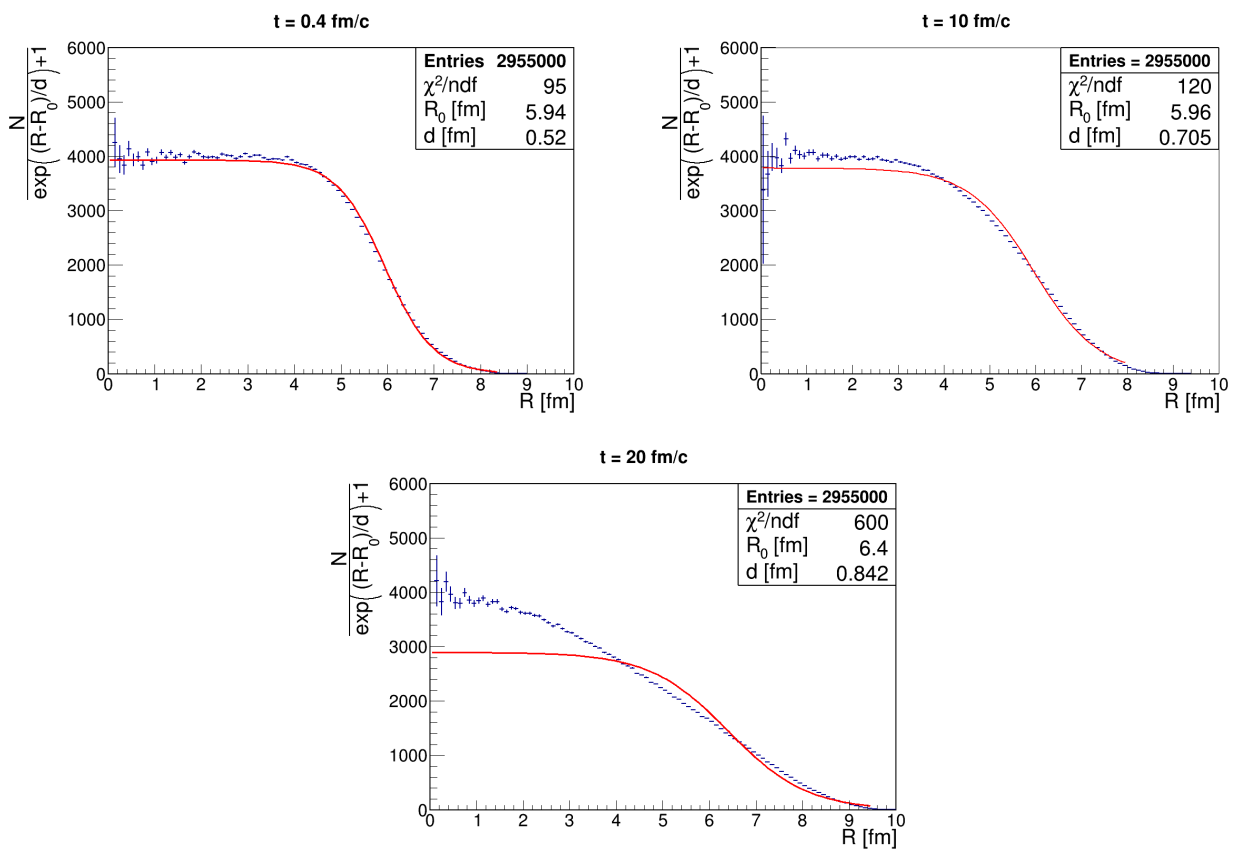 t = 0.4 fm/c
N
exp( (R-R0)/d )+1
6000
5000
4000
3000
2000
1000
0
Entries 2955000
χ²/ndf 95
R0 [fm] 5.94
d [fm] 0.52
0 1 2 3 4 5 6 7 8 9 10
R [fm]
t = 10 fm/c
N
exp( (R-R0)/d )+1
6000
5000
4000
3000
2000
1000
0
Entries = 2955000
χ²/ndf 120
R0 [fm] 5.96
d [fm] 0.705
0 1 2 3 4 5 6 7 8 9 10
R [fm]
t = 20 fm/c
N
exp( (R-R0)/d )+1
6000
5000
4000
3000
2000
1000
0
Entries = 2955000
χ²/ndf 600
R0 [fm] 6.4
d [fm] 0.842
0 1 2 3 4 5 6 7 8 9 10
R [fm]